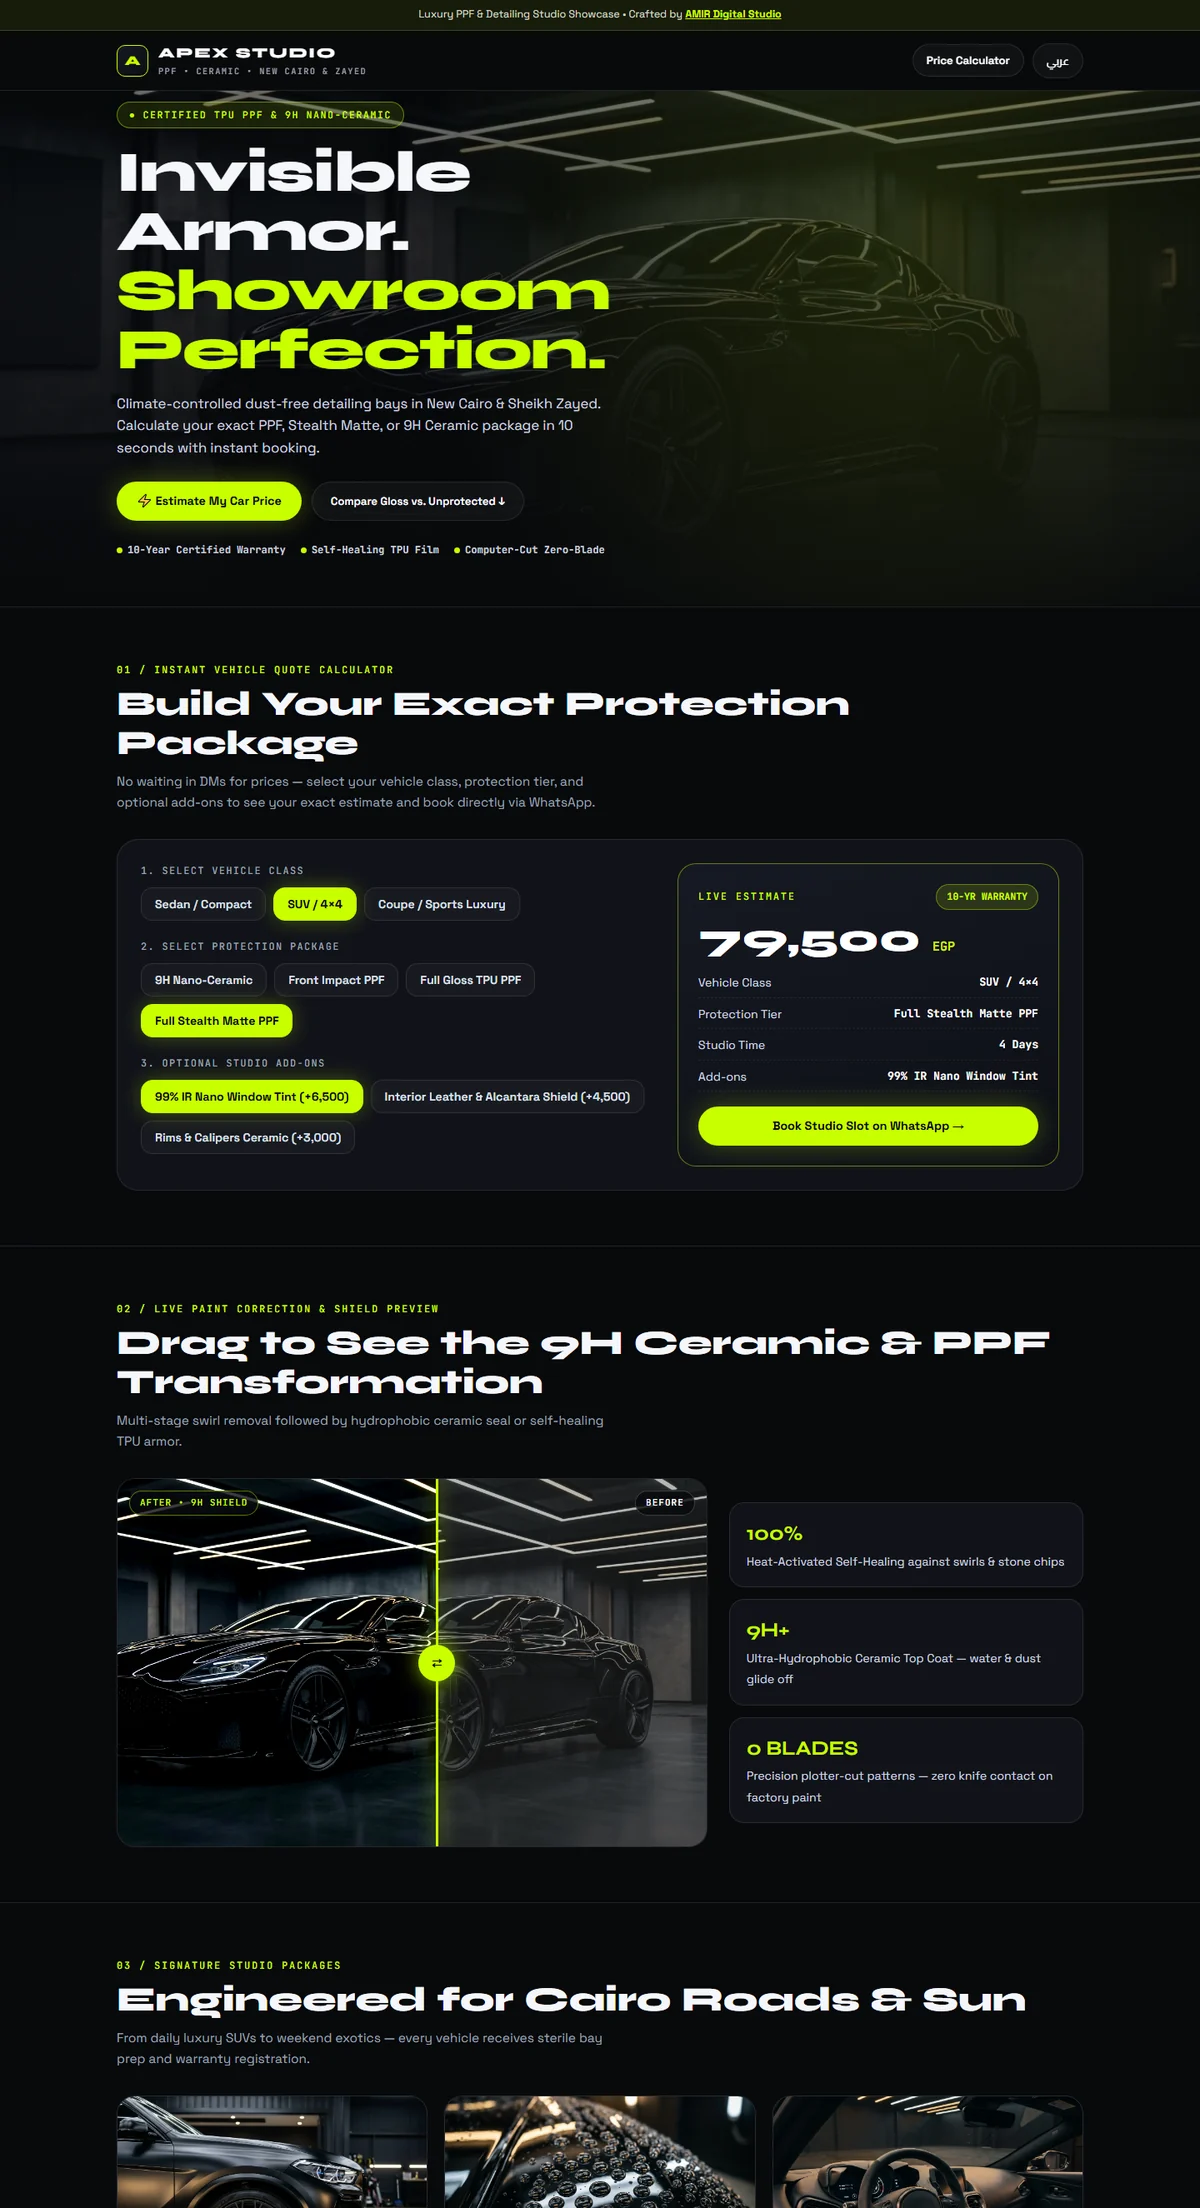 Luxury PPF & Detailing Studio Showcase • Crafted by AMIR Digital Studio
A
APEX STUDIO
PPF • CERAMIC • NEW CAIRO & ZAYED
Price Calculator
عربي
• CERTIFIED TPU PPF & 9H NANO-CERAMIC
Invisible
Armor.
Showroom
Perfection.
Climate-controlled dust-free detailing bays in New Cairo & Sheikh Zayed.
Calculate your exact PPF, Stealth Matte, or 9H Ceramic package in 10
seconds with instant booking.
Estimate My Car Price
Compare Gloss vs. Unprotected ↓
• 10-Year Certified Warranty
• Self-Healing TPU Film
• Computer-Cut Zero-Blade
01 / INSTANT VEHICLE QUOTE CALCULATOR
Build Your Exact Protection
Package
No waiting in DMs for prices — select your vehicle class, protection tier, and
optional add-ons to see your exact estimate and book directly via WhatsApp.
1. SELECT VEHICLE CLASS
Sedan / Compact
SUV / 4×4
Coupe / Sports Luxury
2. SELECT PROTECTION PACKAGE
9H Nano-Ceramic
Front Impact PPF
Full Gloss TPU PPF
Full Stealth Matte PPF
3. OPTIONAL STUDIO ADD-ONS
99% IR Nano Window Tint (+6,500)
Interior Leather & Alcantara Shield (+4,500)
Rims & Calipers Ceramic (+3,000)
LIVE ESTIMATE
10-YR WARRANTY
79,500 EGP
Vehicle Class
SUV / 4×4
Protection Tier
Full Stealth Matte PPF
Studio Time
4 Days
Add-ons
99% IR Nano Window Tint
Book Studio Slot on WhatsApp →
02 / LIVE PAINT CORRECTION & SHIELD PREVIEW
Drag to See the 9H Ceramic & PPF
Transformation
Multi-stage swirl removal followed by hydrophobic ceramic seal or self-healing
TPU armor.
AFTER • 9H SHIELD
BEFORE
⇄
100%
Heat-Activated Self-Healing against swirls & stone chips
9H+
Ultra-Hydrophobic Ceramic Top Coat — water & dust
glide off
0 BLADES
Precision plotter-cut patterns — zero knife contact on
factory paint
03 / SIGNATURE STUDIO PACKAGES
Engineered for Cairo Roads & Sun
From daily luxury SUVs to weekend exotics — every vehicle receives sterile bay
prep and warranty registration.